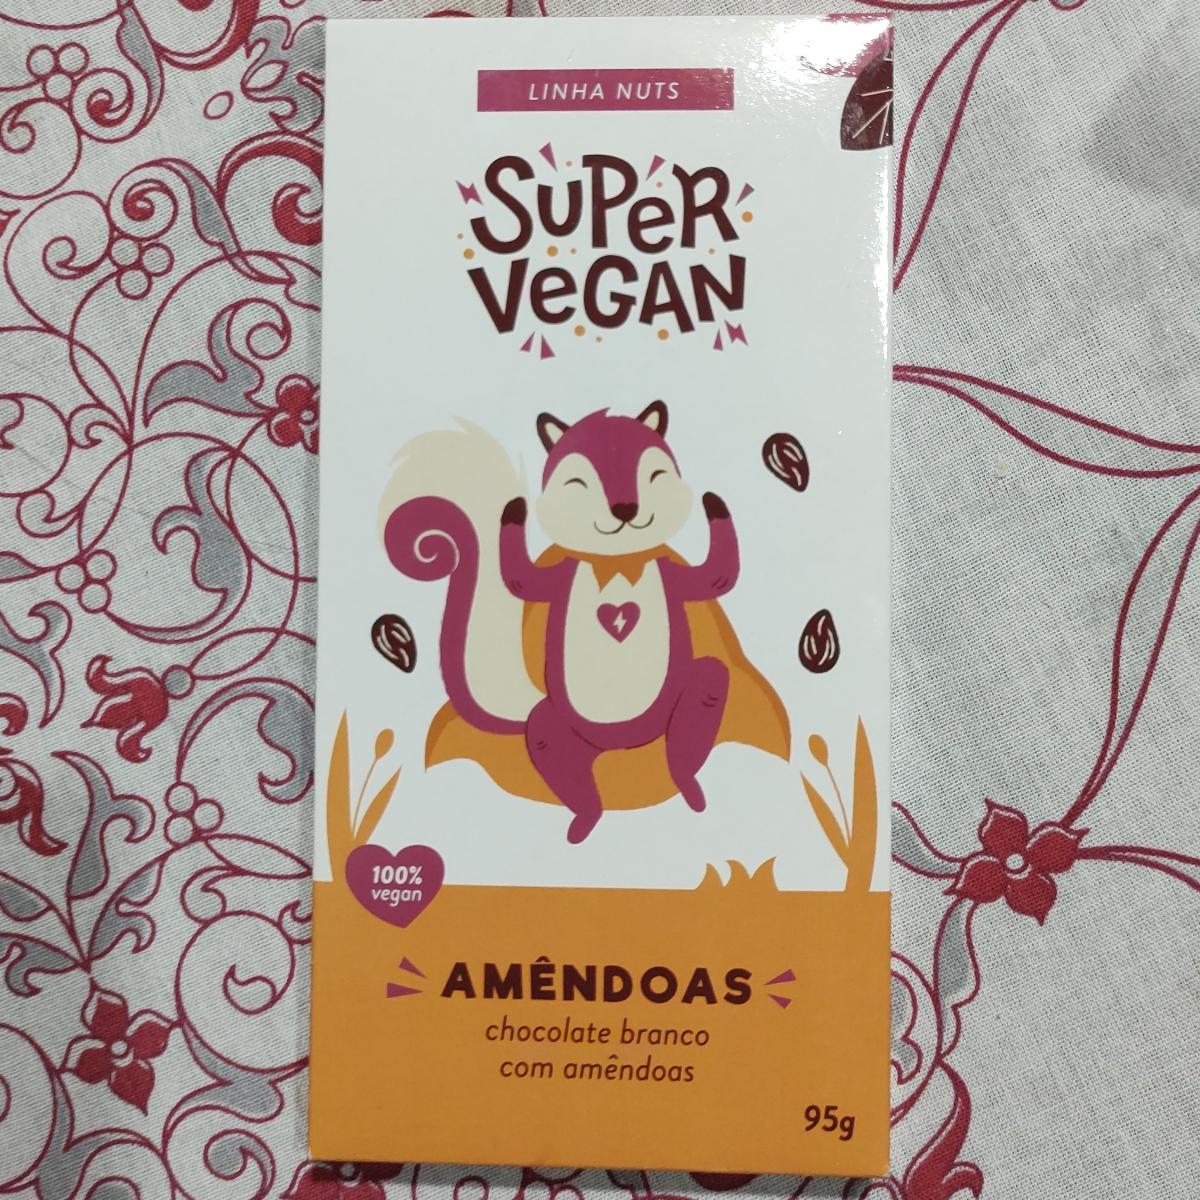 LINHA NUTS
SUPeR
VeGAN
100%
vegan
AMÊNDOAS
chocolate branco
com amêndoas
95g